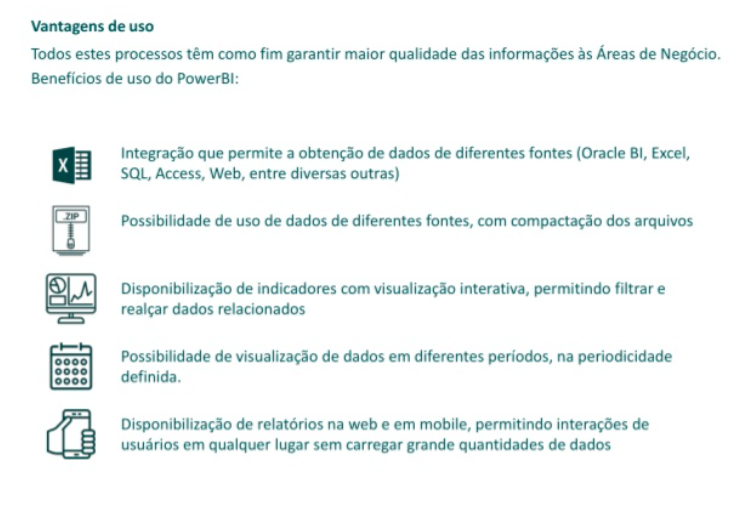 Vantagens de uso
Todos estes processos têm como fim garantir maior qualidade das informações às Áreas de Negócio.
Benefícios de uso do PowerBI:
X
Integração que permite a obtenção de dados de diferentes fontes (Oracle BI, Excel,
SQL, Access, Web, entre diversas outras)
.ZIP
Possibilidade de uso de dados de diferentes fontes, com compactação dos arquivos
Disponibilização de indicadores com visualização interativa, permitindo filtrar e
realçar dados relacionados
Possibilidade de visualização de dados em diferentes períodos, na periodicidade
definida.
Disponibilização de relatórios na web e em mobile, permitindo interações de
usuários em qualquer lugar sem carregar grande quantidades de dados